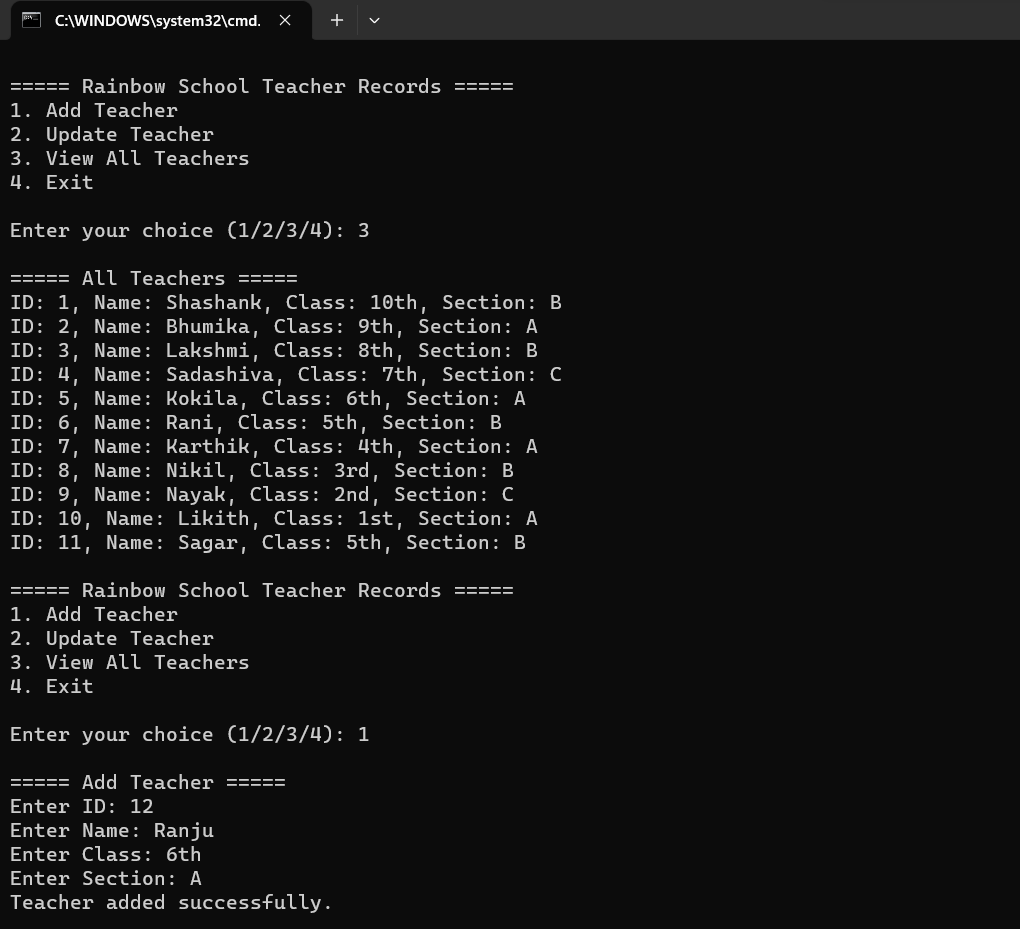 C:\WINDOWS\system32\cmd.
===== Rainbow School Teacher Records =====
1. Add Teacher
2. Update Teacher
3. View All Teachers
4. Exit
Enter your choice (1/2/3/4): 3
===== All Teachers =====
ID: 1, Name: Shashank, Class: 10th, Section: B
ID: 2, Name: Bhumika, Class: 9th, Section: A
ID: 3, Name: Lakshmi, Class: 8th, Section: B
ID: 4, Name: Sadashiva, Class: 7th, Section: C
ID: 5, Name: Kokila, Class: 6th, Section: A
ID: 6, Name: Rani, Class: 5th, Section: B
ID: 7, Name: Karthik, Class: 4th, Section: A
ID: 8, Name: Nikil, Class: 3rd, Section: B
ID: 9, Name: Nayak, Class: 2nd, Section: C
ID: 10, Name: Likith, Class: 1st, Section: A
ID: 11, Name: Sagar, Class: 5th, Section: B
===== Rainbow School Teacher Records =====
1. Add Teacher
2. Update Teacher
3. View All Teachers
4. Exit
Enter your choice (1/2/3/4): 1
===== Add Teacher =====
Enter ID: 12
Enter Name: Ranju
Enter Class: 6th
Enter Section: A
Teacher added successfully.